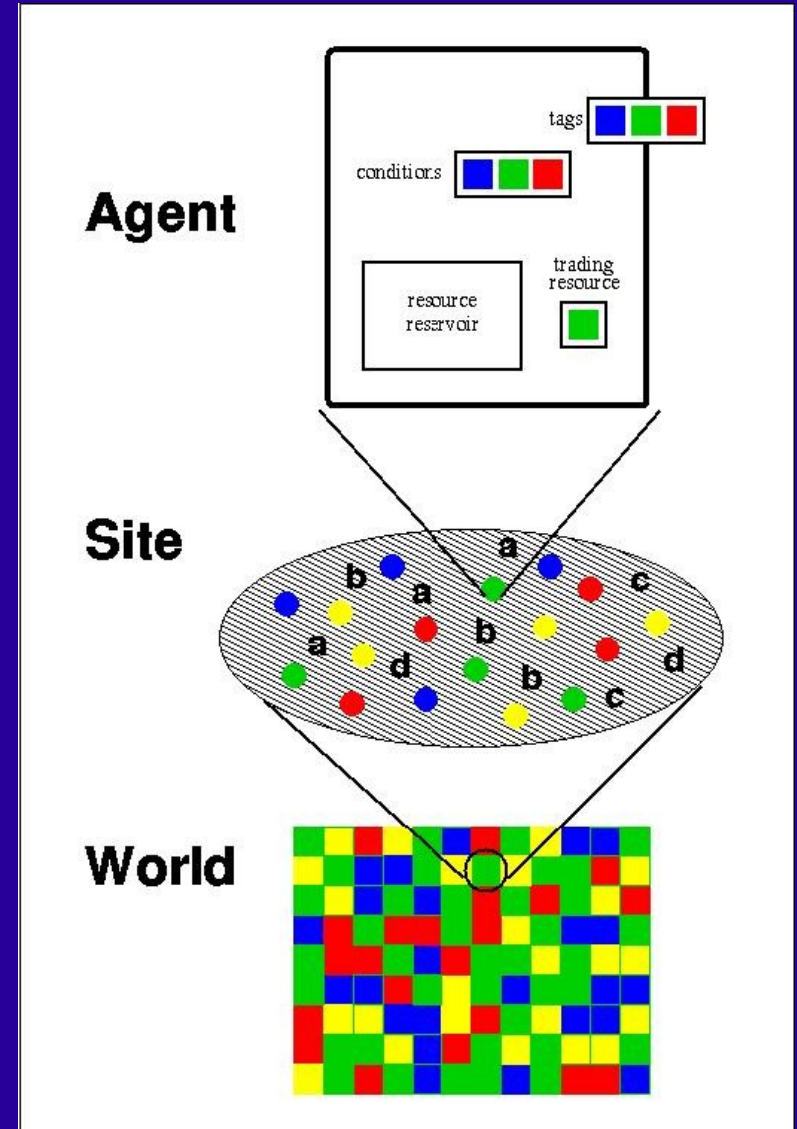 tags
conditions
Agent
trading
resource
resource
reservoir
Site
a
b
a
c
b
a
d
d
b
c
World